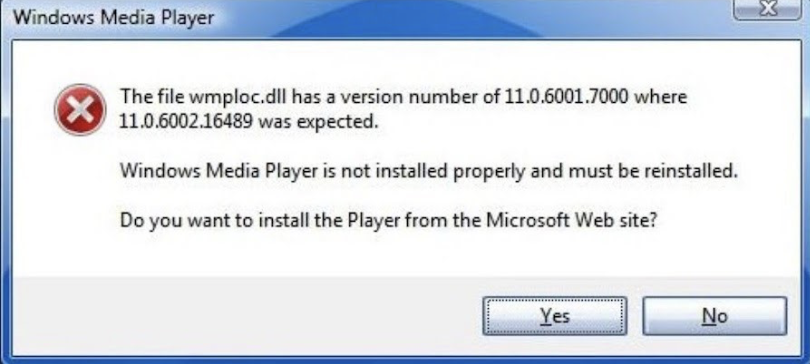 Windows Media Player
The file wmploc.dll has a version number of 11.0.6001.7000 where
11.0.6002.16489 was expected.
Windows Media Player is not installed properly and must be reinstalled.
Do you want to install the Player from the Microsoft Web site?
Yes
No